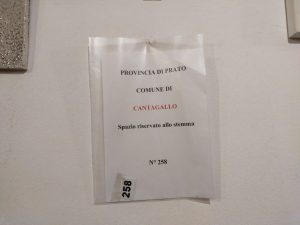 PROVINCIA DI PRATO
COMUNE DI
CANTAGALLO
Spazio riservato allo stemma
N° 258
258